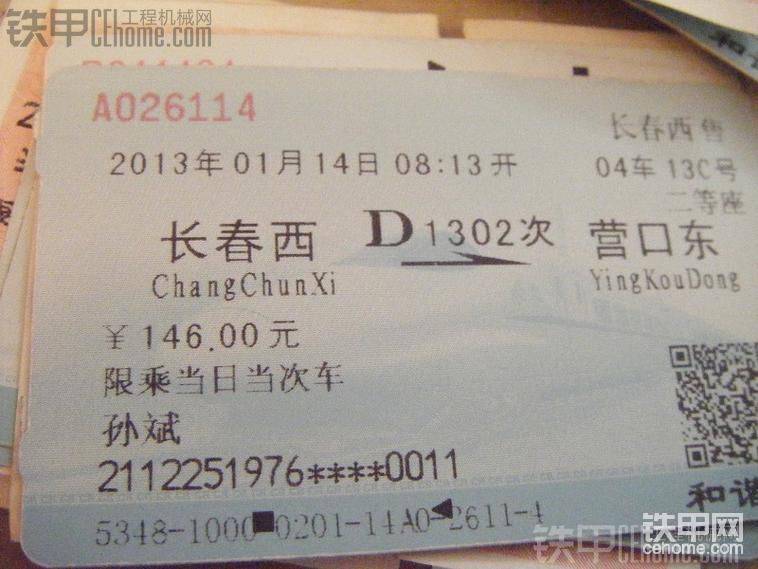 铁甲 工程机械网
CEhome.com
A026114
长春西售
2013年01月14日 08:13开
04车 13C号
二等座
长春西 D1302次 营口东
ChangChunXi YingKouDong
￥146.00元
限乘当日当次车
孙斌
2112251976****0011
和谐
5348-1000 0201-14A0-2611-4
铁甲网
cehome.com